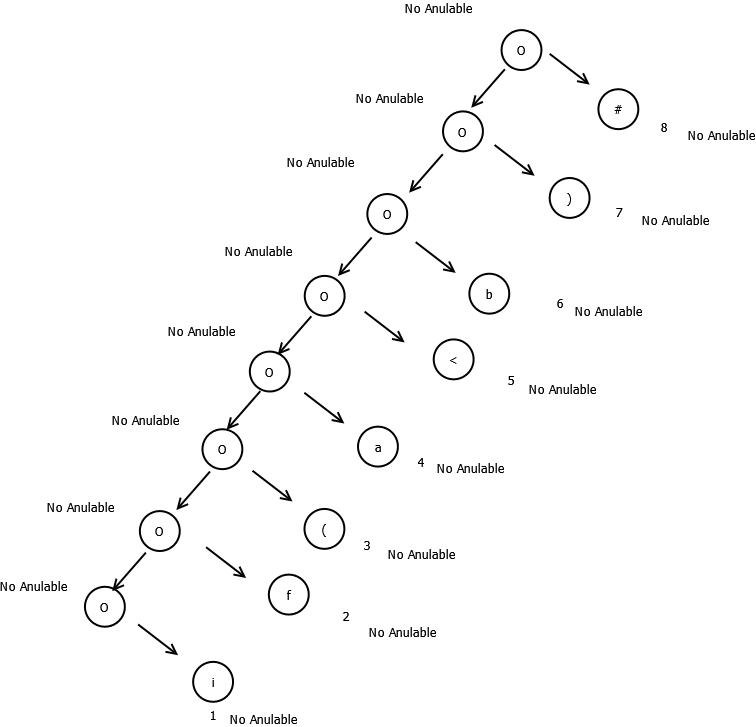 No Anulable
O
No Anulable
O
#
8
No Anulable
No Anulable
O
)
7
No Anulable
No Anulable
O
b
6
No Anulable
No Anulable
O
<
5
No Anulable
No Anulable
O
a
4
No Anulable
No Anulable
O
(
3
No Anulable
No Anulable
O
f
2
No Anulable
i
1
No Anulable